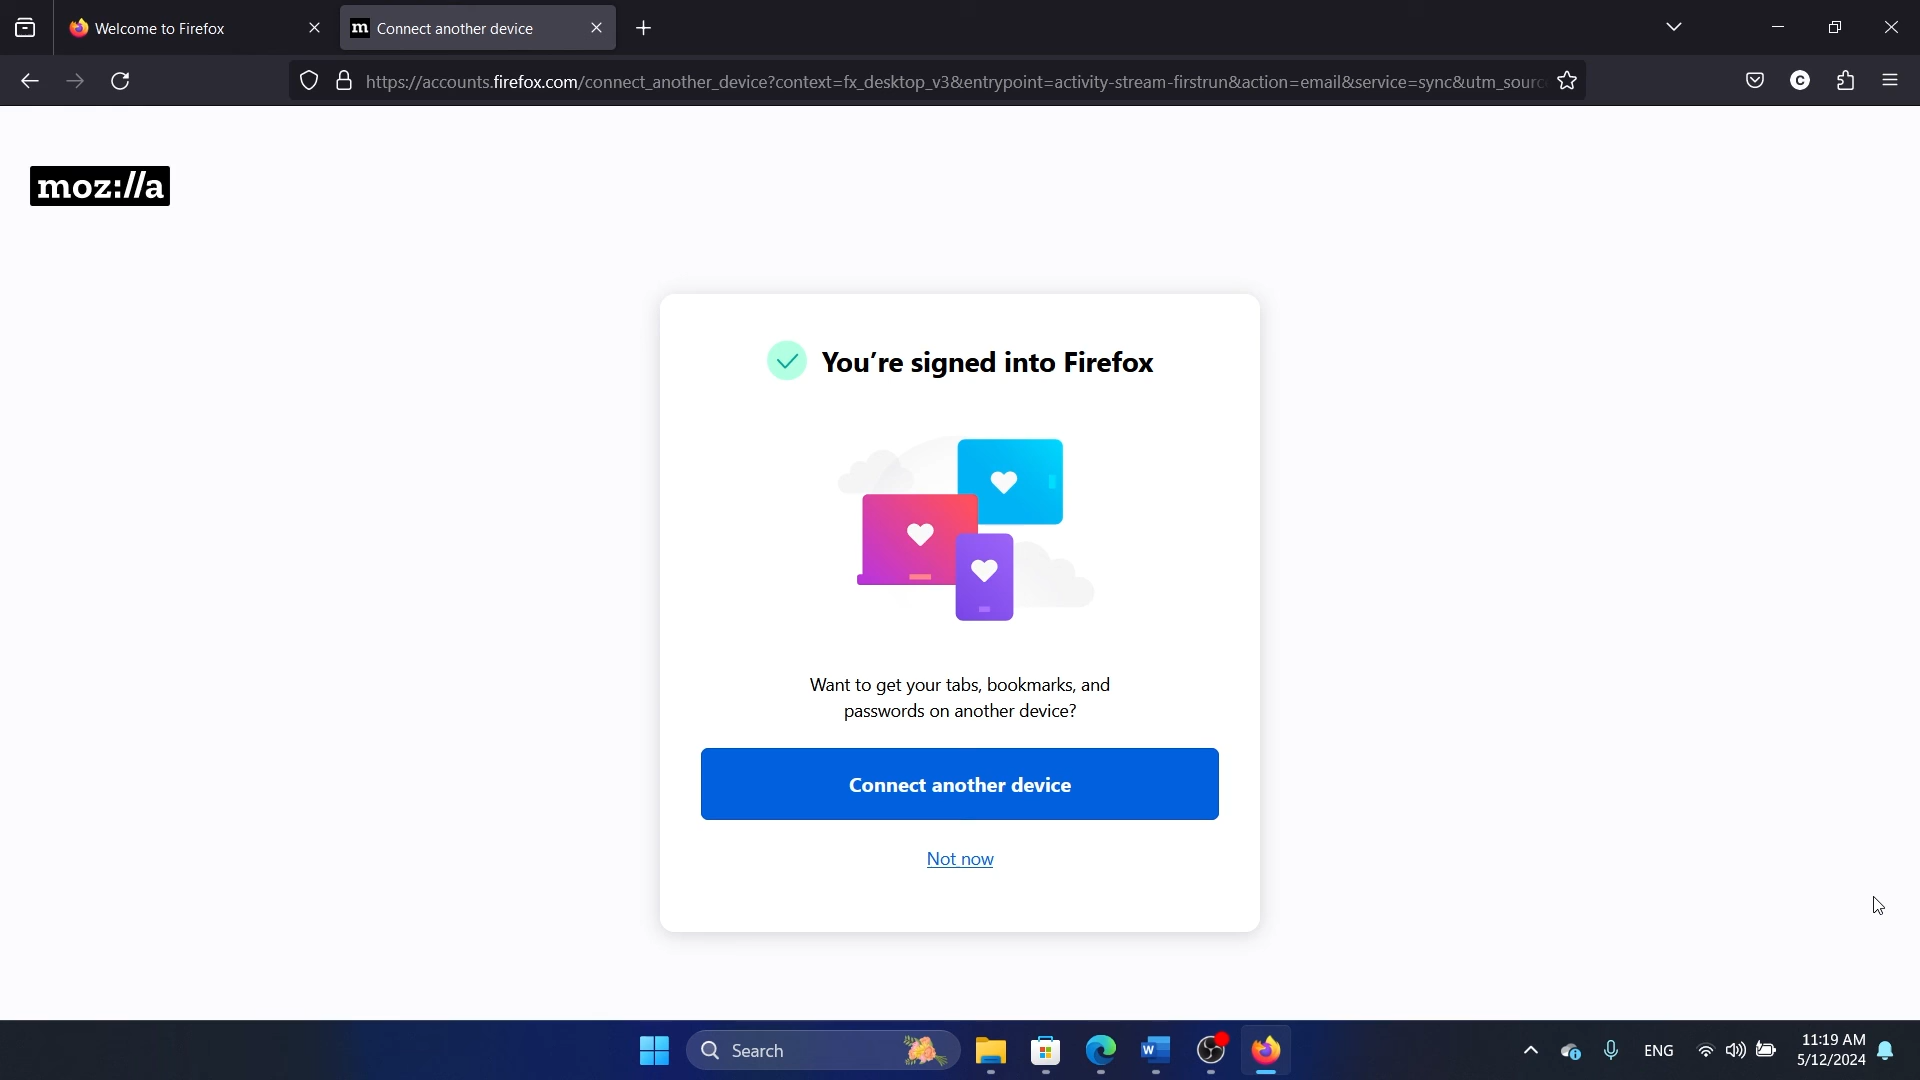 Welcome to Firefox
m Connect another device
https://accounts.firefox.com/connect_another_device?context=fx_desktop_v3&entrypoint=activity-stream-firstrun&action=email&service=sync&utm_sourc
C
moz://a
You're signed into Firefox
Want to get your tabs, bookmarks, and
passwords on another device?
Connect another device
Not now
Search
W
ENG
11:19 AM
5/12/2024